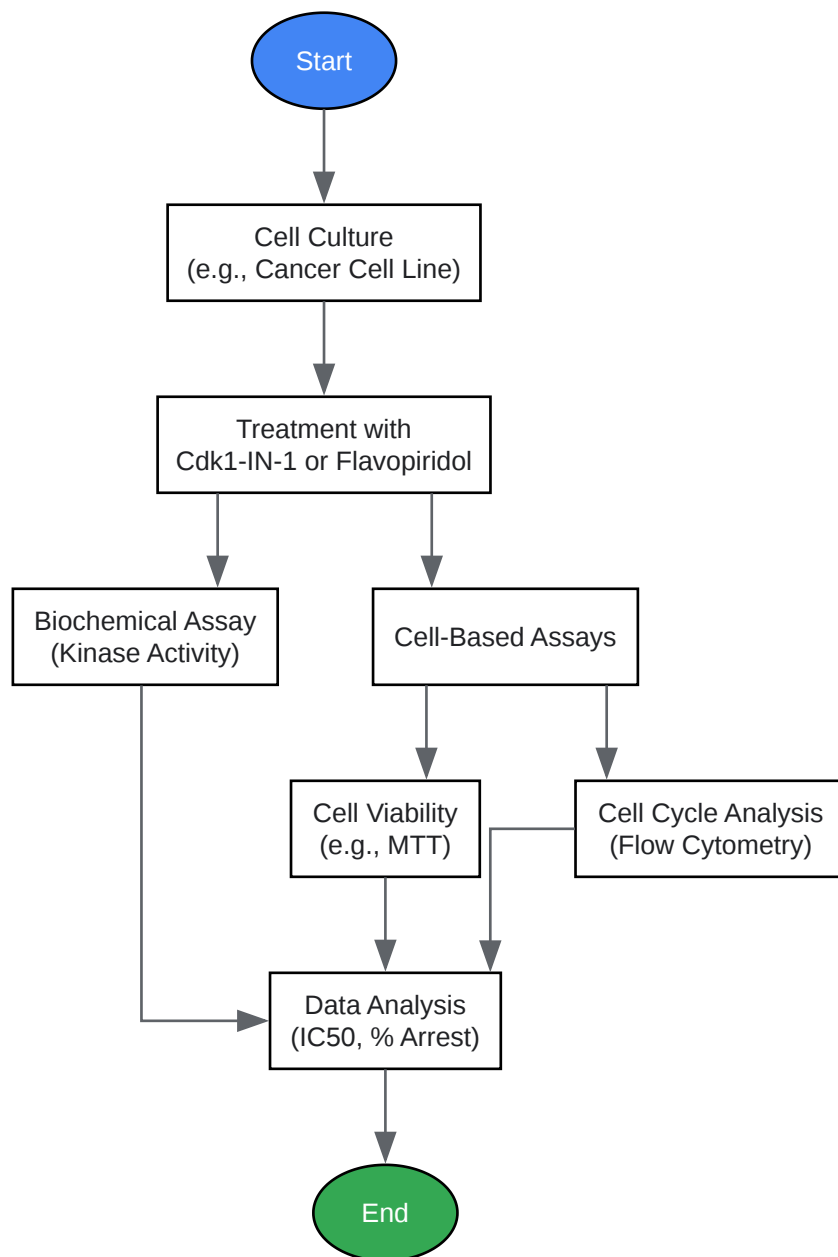 Start
Cell Culture
(e.g., Cancer Cell Line)
Treatment with
Cdk1-IN-1 or Flavopiridol
Biochemical Assay
(Kinase Activity)
Cell-Based Assays
Cell Viability
(e.g., MTT)
Cell Cycle Analysis
(Flow Cytometry)
Data Analysis
(IC50, % Arrest)
End